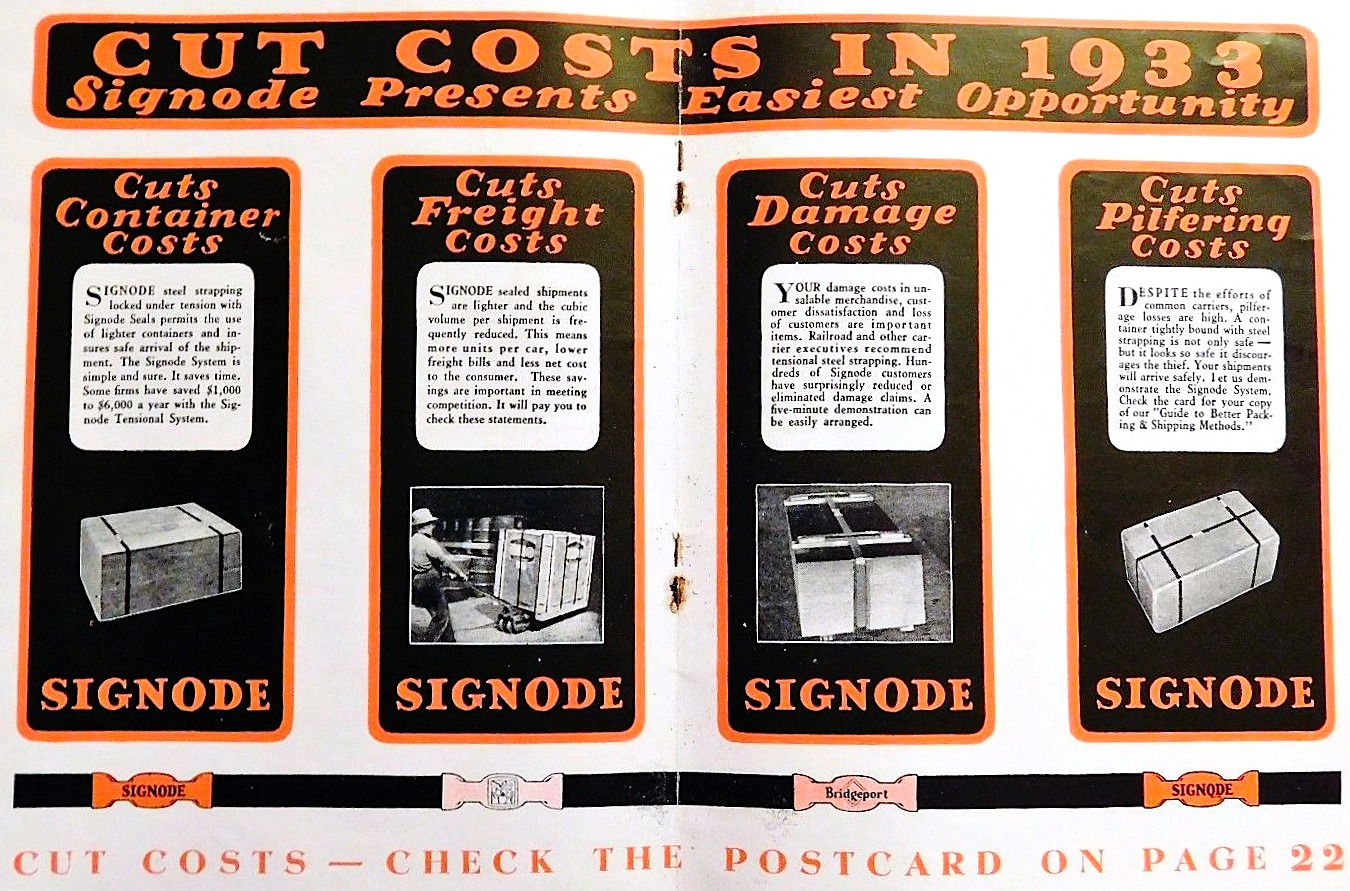 CUT COSTS IN 1933
Signode Presents Easiest Opportunity
Cuts
Container
Costs
SIGNODE steel strapping
locked under tension with
Signode Seals permits the use
of lighter containers and in-
sures safe arrival of the ship-
ment. The Signode System is
simple and sure. It saves time.
Some firms have saved $1,000
to $6,000 a year with the Sig-
node Tensional System.
SIGNODE
Cuts
Freight
Costs
SIGNODE sealed shipments
are lighter and the cubic
volume per shipment is fre-
quently reduced. This means
more units per car, lower
freight bills and less net cost
to the consumer. These sav-
ings are important in meeting
competition. It will pay you to
check these statements.
SIGNODE
Cuts
Damage
Costs
YOUR damage costs in un-
salable merchandise, cust-
omer dissatisfaction and loss
of customers are important
items. Railroad and other car-
rier executives recommend
tensional steel strapping. Hun-
dreds of Signode customers
have surprisingly reduced or
eliminated damage claims. A
five-minute demonstration can
be easily arranged.
SIGNODE
Cuts
Pilfering
Costs
DESPITE the efforts of
common carriers, pilfer-
age losses are high. A con-
tainer tightly bound with steel
strapping is not only safe —
but it looks so safe it discour-
ages the thief. Your shipments
will arrive safely. Let us dem-
onstrate the Signode System.
Check the card for your copy
of our "Guide to Better Pack-
ing & Shipping Methods."
SIGNODE
SIGNODE
Bridgeport
SIGNODE
CUT COSTS — CHECK THE POSTCARD ON PAGE 22